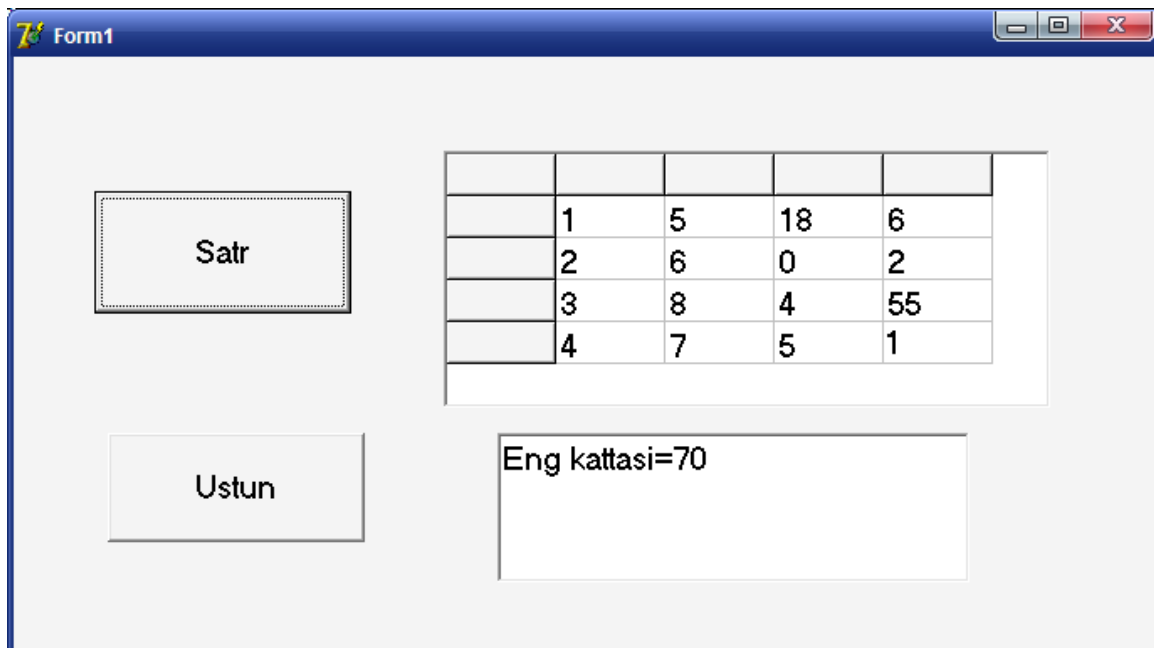 Form1
Satr
1 5 18 6
2 6 0 2
3 8 4 55
4 7 5 1
Ustun
Eng kattasi=70